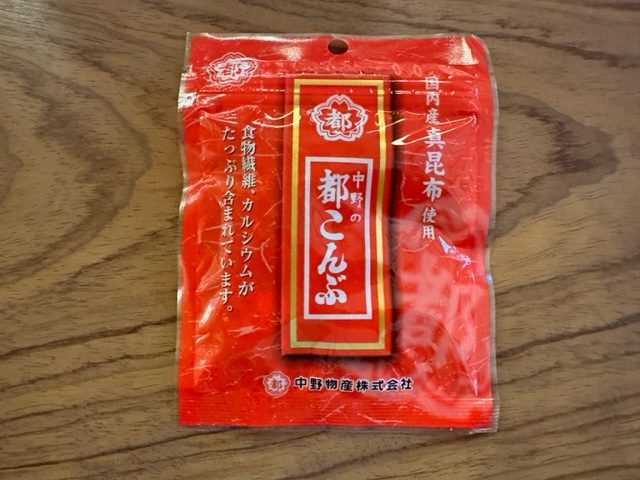 都
国内産真昆布使用
都
中野の
都こんぶ
食物繊維、カルシウムが
たっぷり含まれています。
都
都 中野物産株式会社